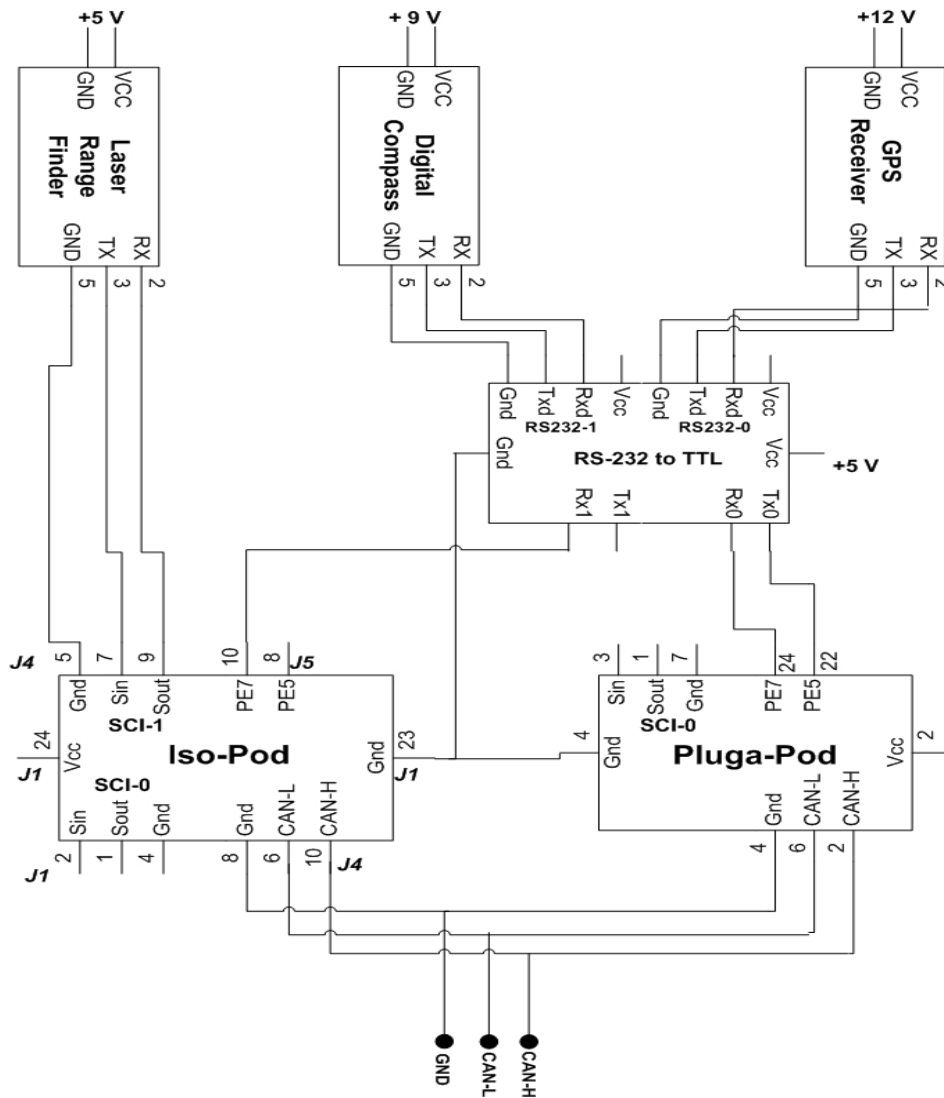 +5 V
+ 9 V
+12 V
GND
VCC
GND
VCC
GND
VCC
Laser
Range
Finder
Digital
Compass
GPS
Receiver
GND
TX
RX
GND
TX
RX
GND
TX
RX
5
3
2
5
3
2
5
3
2
Gnd
Txd
Rxd
Vcc
Gnd
Txd
Rxd
Vcc
RS232-1
RS232-0
Gnd
RS-232 to TTL
Vcc
+5 V
Rx1
Tx1
Rx0
Tx0
J4
5
7
9
10
8
J5
3
1
7
24
22
Gnd
Sin
Sout
PE7
PE5
Sin
Sout
Gnd
PE7
PE5
SCI-1
SCI-0
24
Vcc
Iso-Pod
Gnd
23
4
Gnd
Pluga-Pod
Vcc
2
J1
J1
SCI-0
Sin
Sout
Gnd
Gnd
CAN-L
CAN-H
Gnd
CAN-L
CAN-H
J1
2
1
4
8
6
10
J4
4
6
2
GND
CAN-L
CAN-H